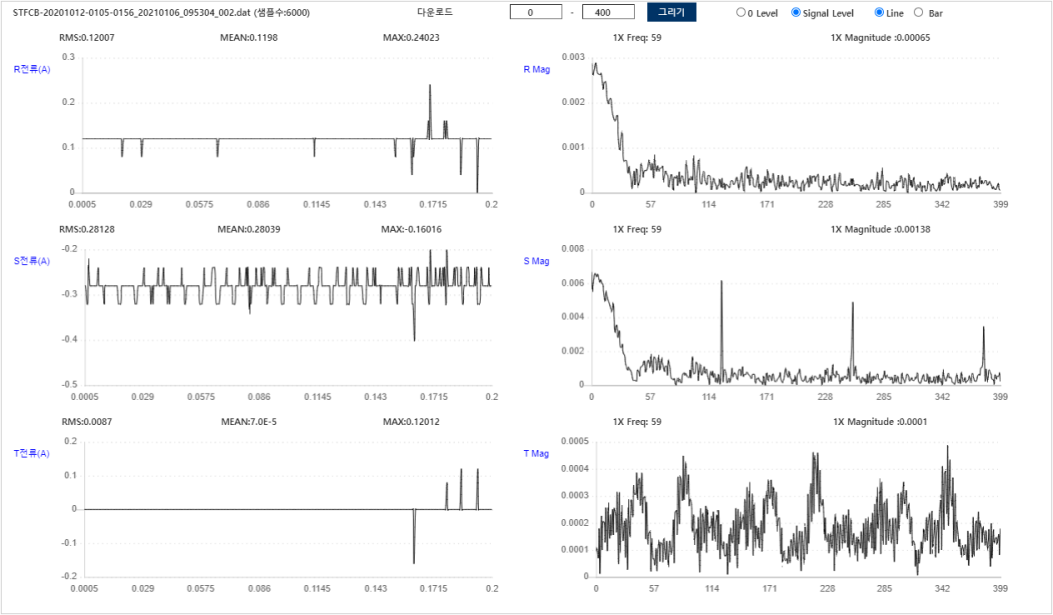 STFCB-20201012-0105-0156_20210106_095304_002.dat (샘플수:6000) 다운로드 0 - 400 그리기 0 Level Signal Level Line Bar
RMS:0.12007 MEAN:0.1198 MAX:0.24023 1X Freq: 59 1X Magnitude :0.00065
R전류(A)
0.3
0.2
0.1
0
0.0005 0.029 0.0575 0.086 0.1145 0.143 0.1715 0.2
R Mag
0.003
0.002
0.001
0
0 57 114 171 228 285 342 399
RMS:0.28128 MEAN:0.28039 MAX:-0.16016 1X Freq: 59 1X Magnitude :0.00138
S전류(A)
-0.2
-0.3
-0.4
-0.5
0.0005 0.029 0.0575 0.086 0.1145 0.143 0.1715 0.2
S Mag
0.008
0.006
0.004
0.002
0
0 57 114 171 228 285 342 399
RMS:0.0087 MEAN:7.0E-5 MAX:0.12012 1X Freq: 59 1X Magnitude :0.0001
T전류(A)
0.2
0.1
0
-0.1
-0.2
0.0005 0.029 0.0575 0.086 0.1145 0.143 0.1715 0.2
T Mag
0.0005
0.0004
0.0003
0.0002
0.0001
0
0 57 114 171 228 285 342 399